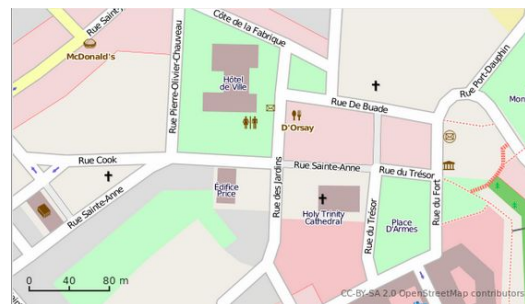 Rue Saint-J
McDonald's
Rue Pierre-Olivier-Chauveau
Côte de la Fabrique
Hôtel
de Ville
D'Orsay
Rue De Buade
Rue Port-Dauphin
Mon
Rue Cook
Rue Sainte-Anne
Rue Sainte-Anne
Rue du Trésor
Édifice
Price
Rue des Jardins
Holy Trinity
Cathedral
Rue du Trésor
Place
D'Armes
Rue du Fort
0 40 80 m
CC-BY-SA 2.0 OpenStreetMap contributors